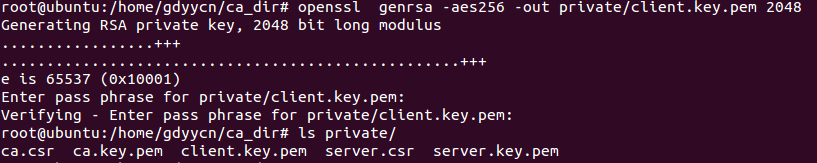 root@ubuntu:/home/gdyycn/ca_dir# openssl  genrsa -aes256 -out private/client.key.pem 2048
Generating RSA private key, 2048 bit long modulus
.................+++
...................................................+++
e is 65537 (0x10001)
Enter pass phrase for private/client.key.pem:
Verifying - Enter pass phrase for private/client.key.pem:
root@ubuntu:/home/gdyycn/ca_dir# ls private/
ca.csr  ca.key.pem  client.key.pem  server.csr  server.key.pem